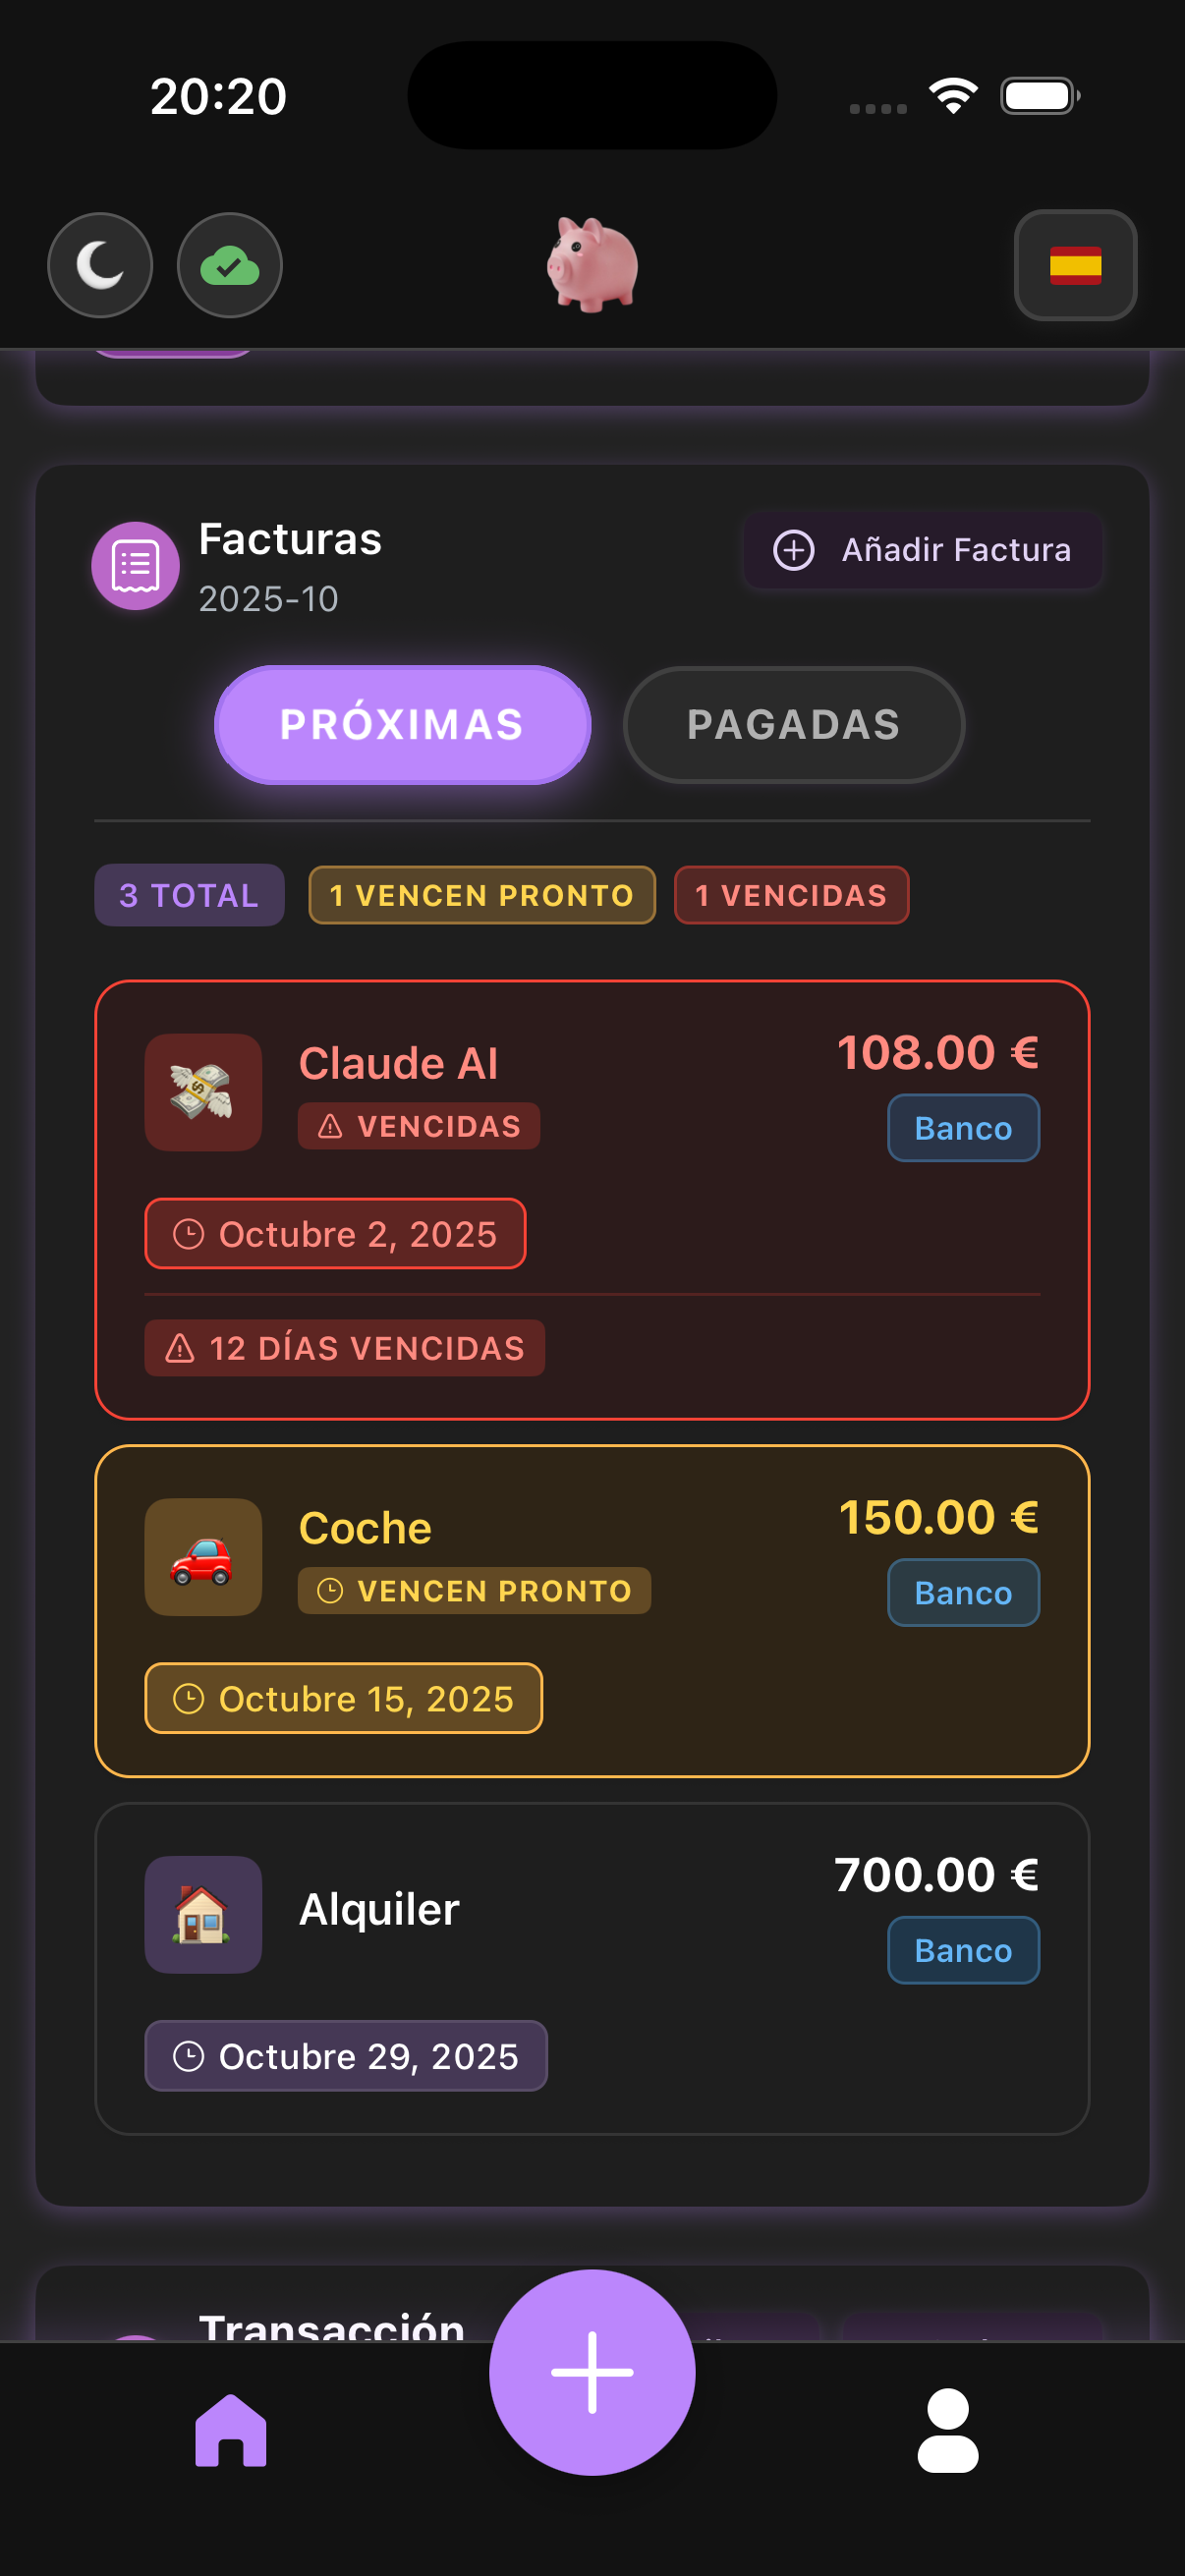 20:20
Facturas
Añadir Factura
2025-10
PRÓXIMAS PAGADAS
3 TOTAL 1 VENCEN PRONTO 1 VENCIDAS
Claude AI 108.00 €
VENCIDAS Banco
Octubre 2, 2025
12 DÍAS VENCIDAS
Coche 150.00 €
VENCEN PRONTO Banco
Octubre 15, 2025
Alquiler 700.00 €
Banco
Octubre 29, 2025
Transacción